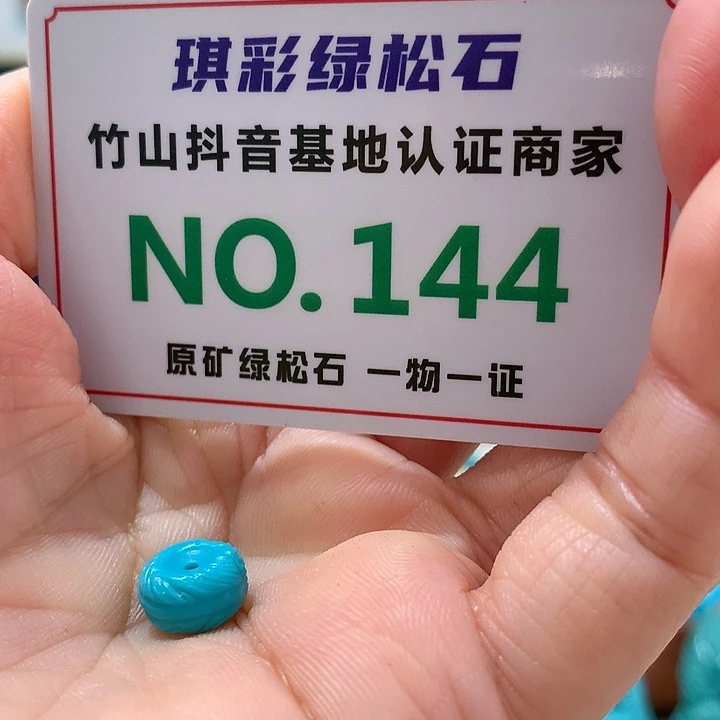 琪彩绿松石
竹山抖音基地认证商家
NO.144
原矿绿松石 一物一证